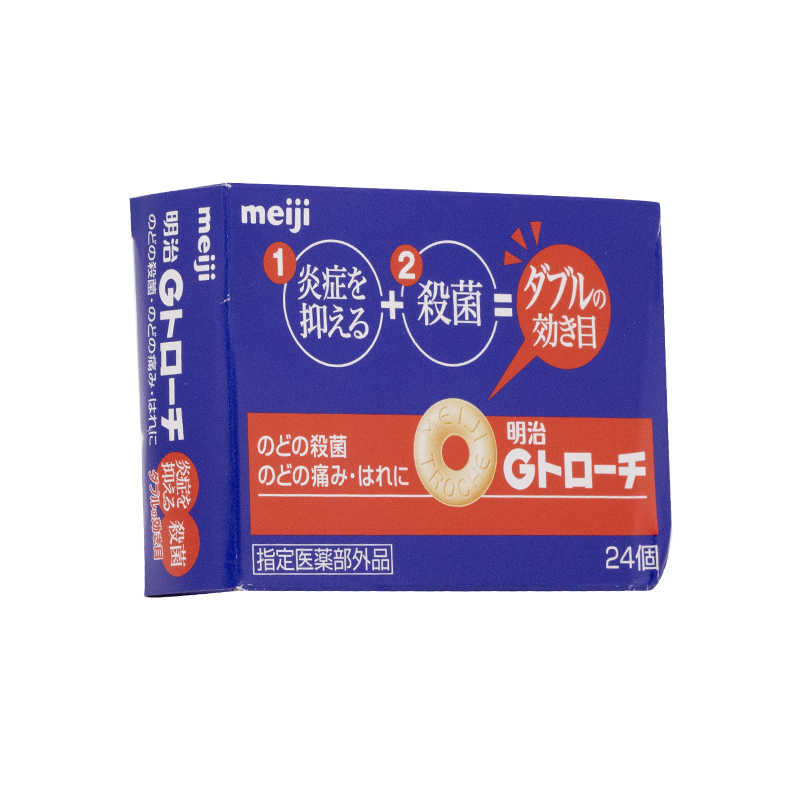 meiji
明治
Gトローチ
のどの殺菌・のどの痛み・はれに
炎症を
抑える
殺菌
ダブルの効き目
meiji
1
炎症を
抑える
+
2
殺菌
=
ダブルの
効き目
のどの殺菌
のどの痛み・はれに
MEIJI
TROCHE
明治
Gトローチ
指定医薬部外品
24個